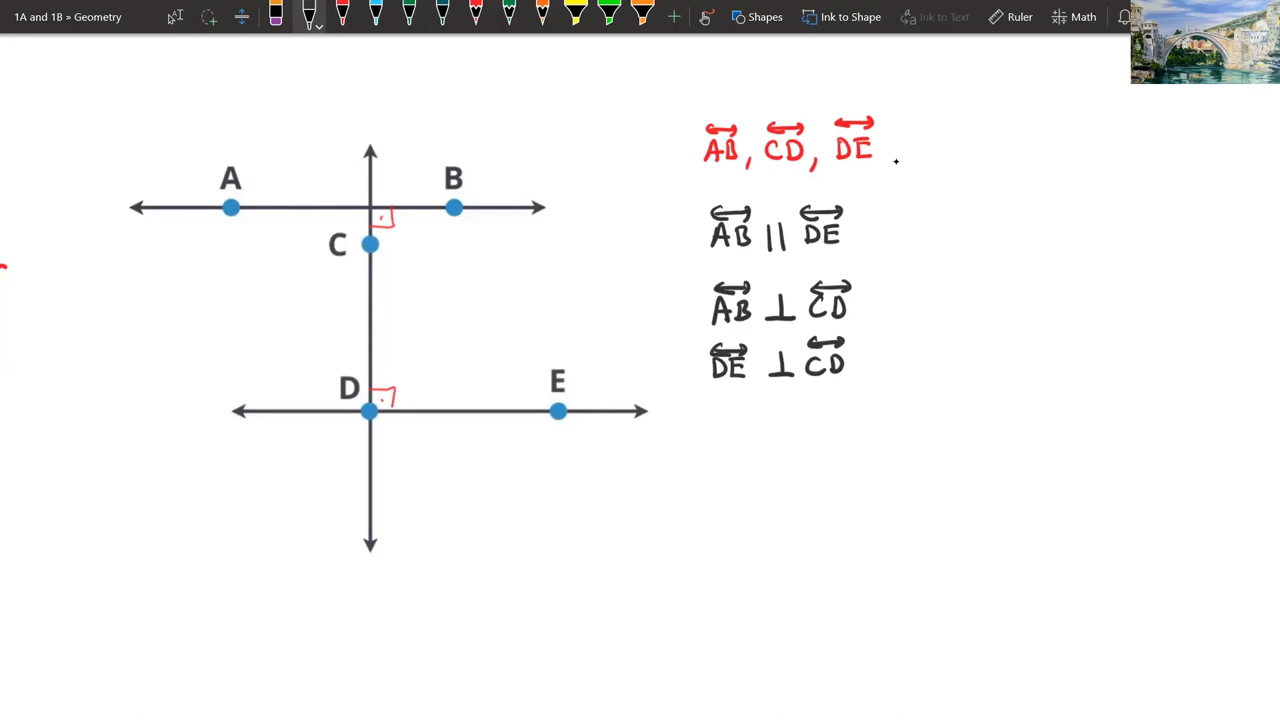 1A and 1B » Geometry
Shapes
Ink to Shape
Ink to Text
Ruler
Math
A
B
C
D
E
AB, CD, DE
AB || DE
AB ⊥ CD
DE ⊥ CD